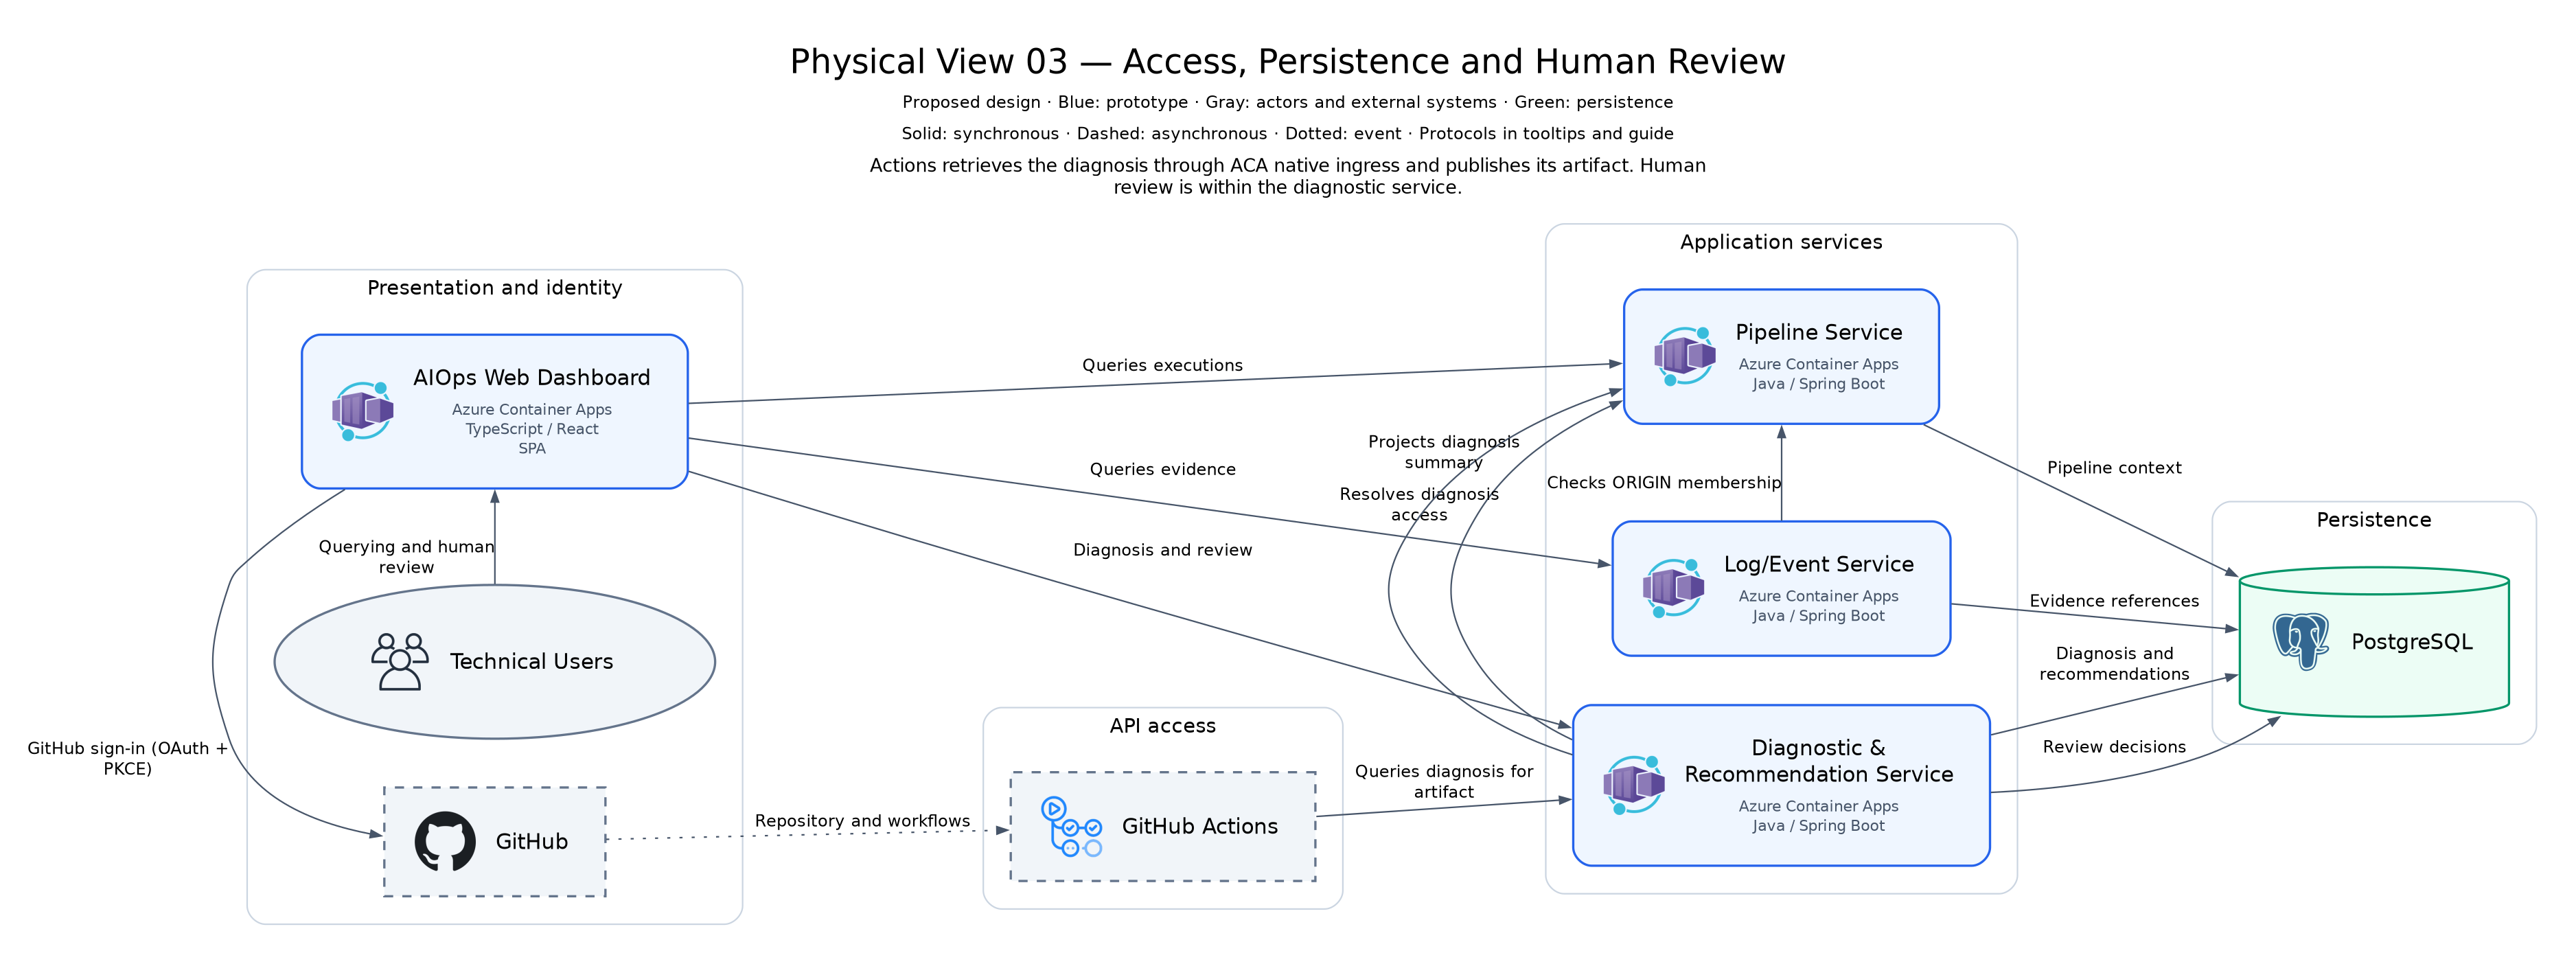 Physical View 03 — Access, Persistence and Human Review
Proposed design · Blue: prototype · Gray: actors and external systems · Green: persistence
Solid: synchronous · Dashed: asynchronous · Dotted: event · Protocols in tooltips and guide
Actions retrieves the diagnosis through ACA native ingress and publishes its artifact. Human
review is within the diagnostic service.
Presentation and identity
AIOps Web Dashboard
Azure Container Apps
TypeScript / React
SPA
Querying and human
review
Technical Users
GitHub sign-in (OAuth +
PKCE)
GitHub
Repository and workflows
API access
GitHub Actions
Queries executions
Queries evidence
Diagnosis and review
Projects diagnosis
summary
Resolves diagnosis
access
Queries diagnosis for
artifact
Application services
Pipeline Service
Azure Container Apps
Java / Spring Boot
Checks ORIGIN membership
Log/Event Service
Azure Container Apps
Java / Spring Boot
Diagnostic &
Recommendation Service
Azure Container Apps
Java / Spring Boot
Pipeline context
Evidence references
Diagnosis and
recommendations
Review decisions
Persistence
PostgreSQL